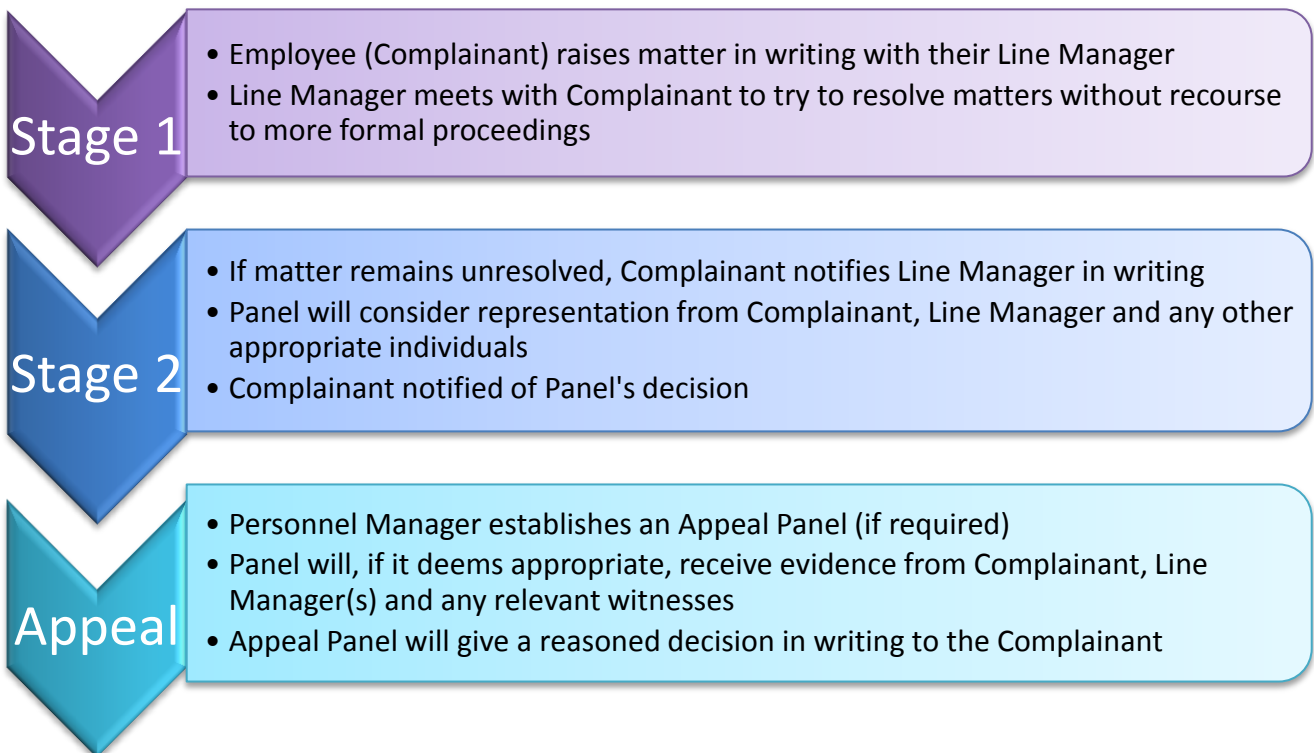 Stage 1
• Employee (Complainant) raises matter in writing with their Line Manager
• Line Manager meets with Complainant to try to resolve matters without recourse
to more formal proceedings
Stage 2
• If matter remains unresolved, Complainant notifies Line Manager in writing
• Panel will consider representation from Complainant, Line Manager and any other
appropriate individuals
• Complainant notified of Panel's decision
Appeal
• Personnel Manager establishes an Appeal Panel (if required)
• Panel will, if it deems appropriate, receive evidence from Complainant, Line
Manager(s) and any relevant witnesses
• Appeal Panel will give a reasoned decision in writing to the Complainant